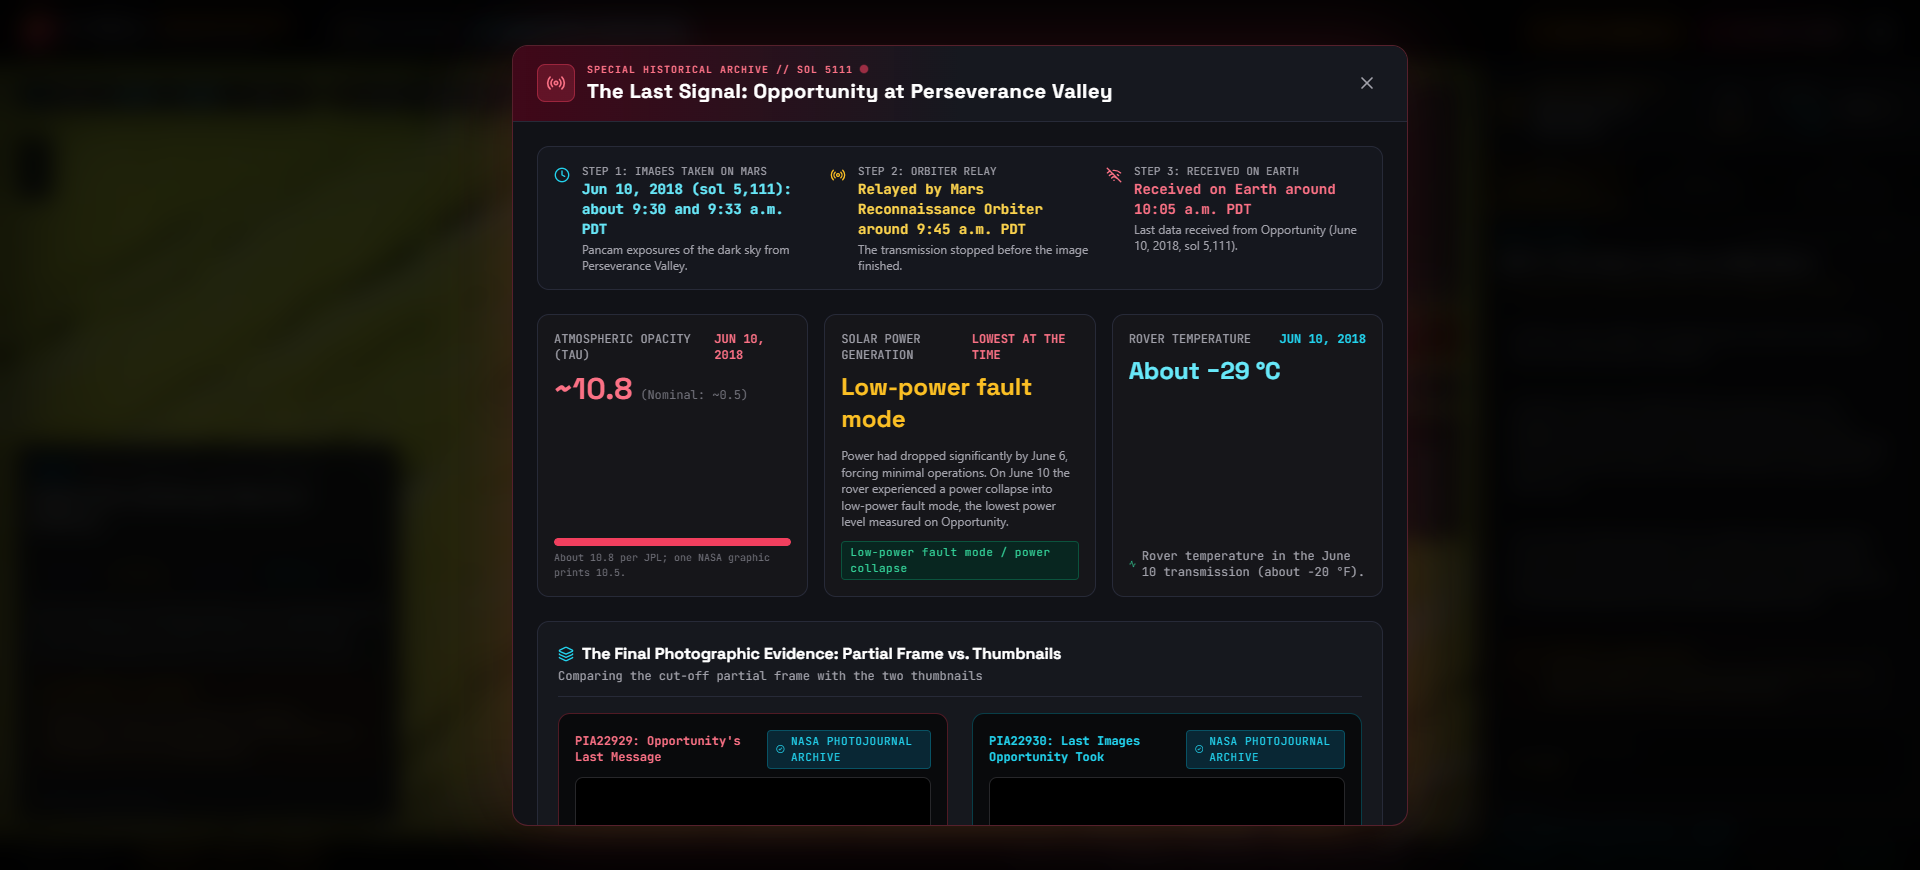 SPECIAL HISTORICAL ARCHIVE // SOL 5111
The Last Signal: Opportunity at Perseverance Valley
STEP 1: IMAGES TAKEN ON MARS
Jun 10, 2018 (sol 5,111):
about 9:30 and 9:33 a.m.
PDT
Pancam exposures of the dark sky from
Perseverance Valley.
STEP 2: ORBITER RELAY
Relayed by Mars
Reconnaissance Orbiter
around 9:45 a.m. PDT
The transmission stopped before the image
finished.
STEP 3: RECEIVED ON EARTH
Received on Earth around
10:05 a.m. PDT
Last data received from Opportunity (June
10, 2018, sol 5,111).
ATMOSPHERIC OPACITY
(TAU)
JUN 10,
2018
~10.8 (Nominal: ~0.5)
About 10.8 per JPL; one NASA graphic
prints 10.5.
SOLAR POWER
GENERATION
LOWEST AT THE
TIME
Low-power fault
mode
Power had dropped significantly by June 6,
forcing minimal operations. On June 10 the
rover experienced a power collapse into
low-power fault mode, the lowest power
level measured on Opportunity.
Low-power fault mode / power
collapse
ROVER TEMPERATURE
JUN 10, 2018
About −29 °C
Rover temperature in the June
10 transmission (about -20 °F).
The Final Photographic Evidence: Partial Frame vs. Thumbnails
Comparing the cut-off partial frame with the two thumbnails
PIA22929: Opportunity's
Last Message
NASA PHOTOJOURNAL
ARCHIVE
PIA22930: Last Images
Opportunity Took
NASA PHOTOJOURNAL
ARCHIVE